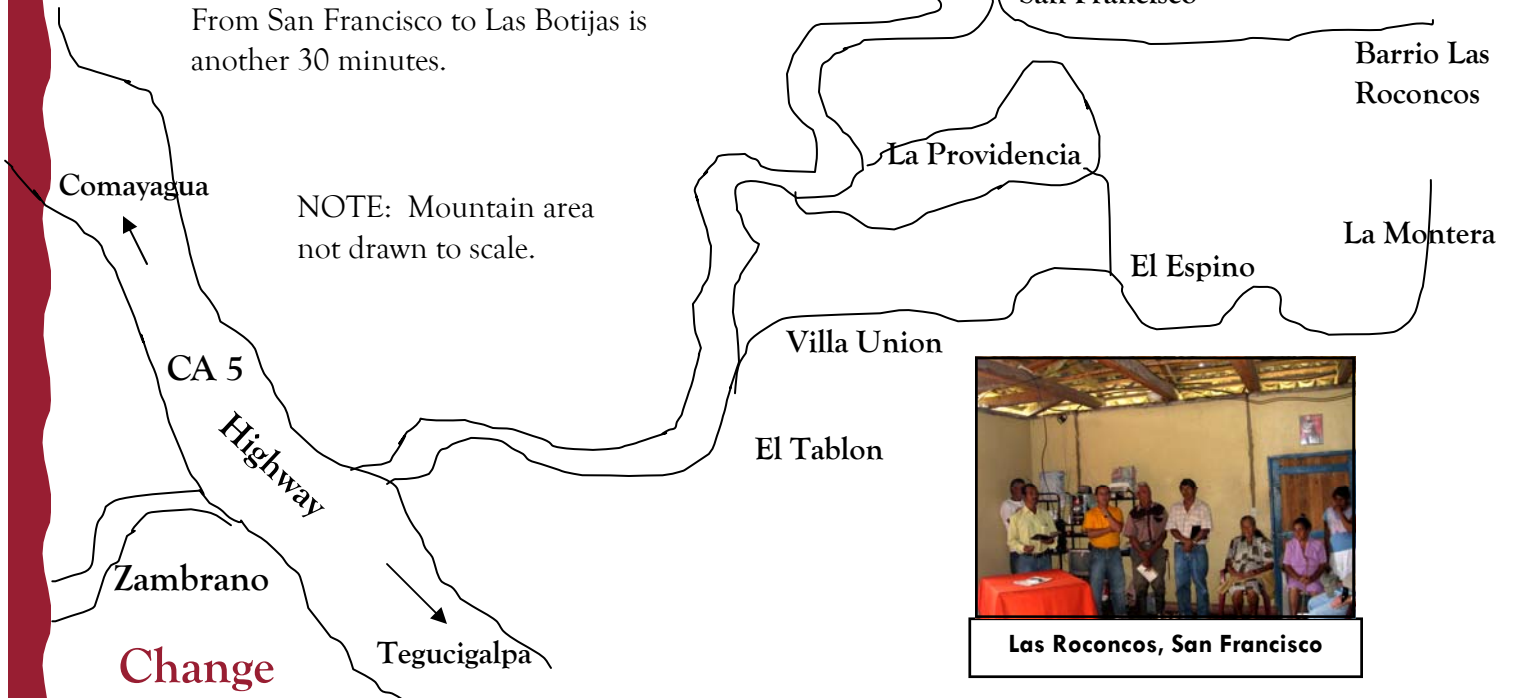 San Francisco
From San Francisco to Las Botijas is
another 30 minutes.
Barrio Las
Roconcos
La Providencia
Comayagua
NOTE: Mountain area
not drawn to scale.
La Montera
El Espino
Villa Union
CA 5
Highway
El Tablon
Zambrano
Tegucigalpa
Change
Las Roconcos, San Francisco